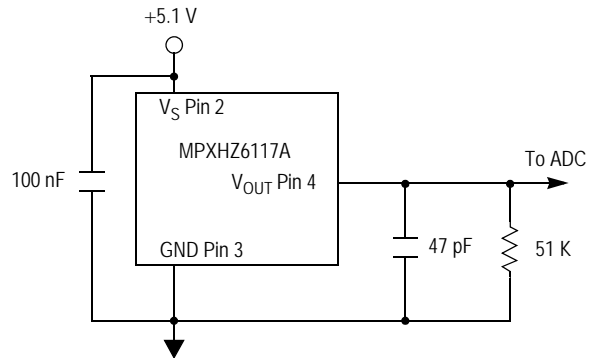 +5.1 V
V_S Pin 2
MPXHZ6117A
To ADC
100 nF
V_OUT Pin 4
GND Pin 3
47 pF
51 K